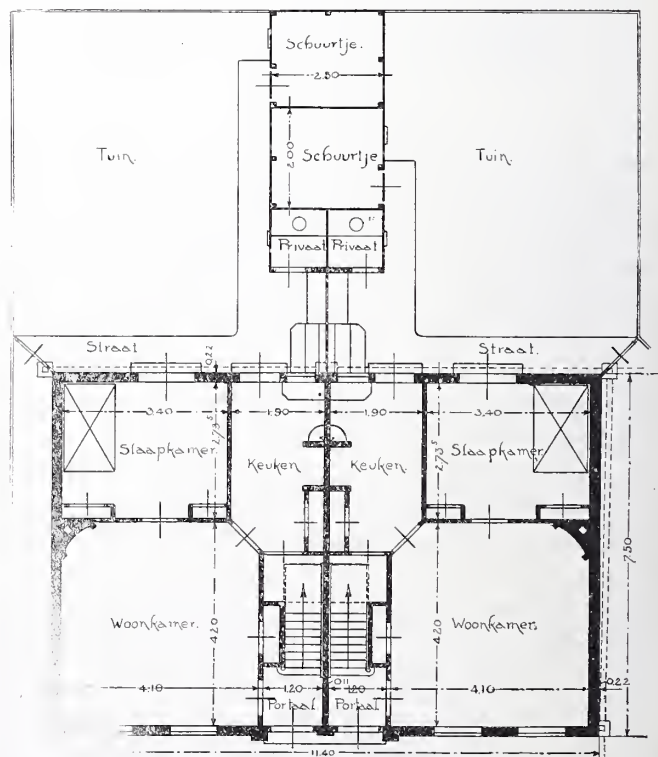 Schuurtje.
2.50
Tuin.
2.00
Schuurtje
Tuin.
Privaat Privaat
Straat
0.22
Straat.
3.40
1.90
1.90
3.40
2.73⁵
Slaapkamer.
Keuken
Keuken.
2.73⁵
Slaapkamer
7.50
Woonkamer.
4.20
4.20
Woonkamer.
4.10
1.20
0.11
1.20
4.10
0.22
Portaal
Portaal
11.40